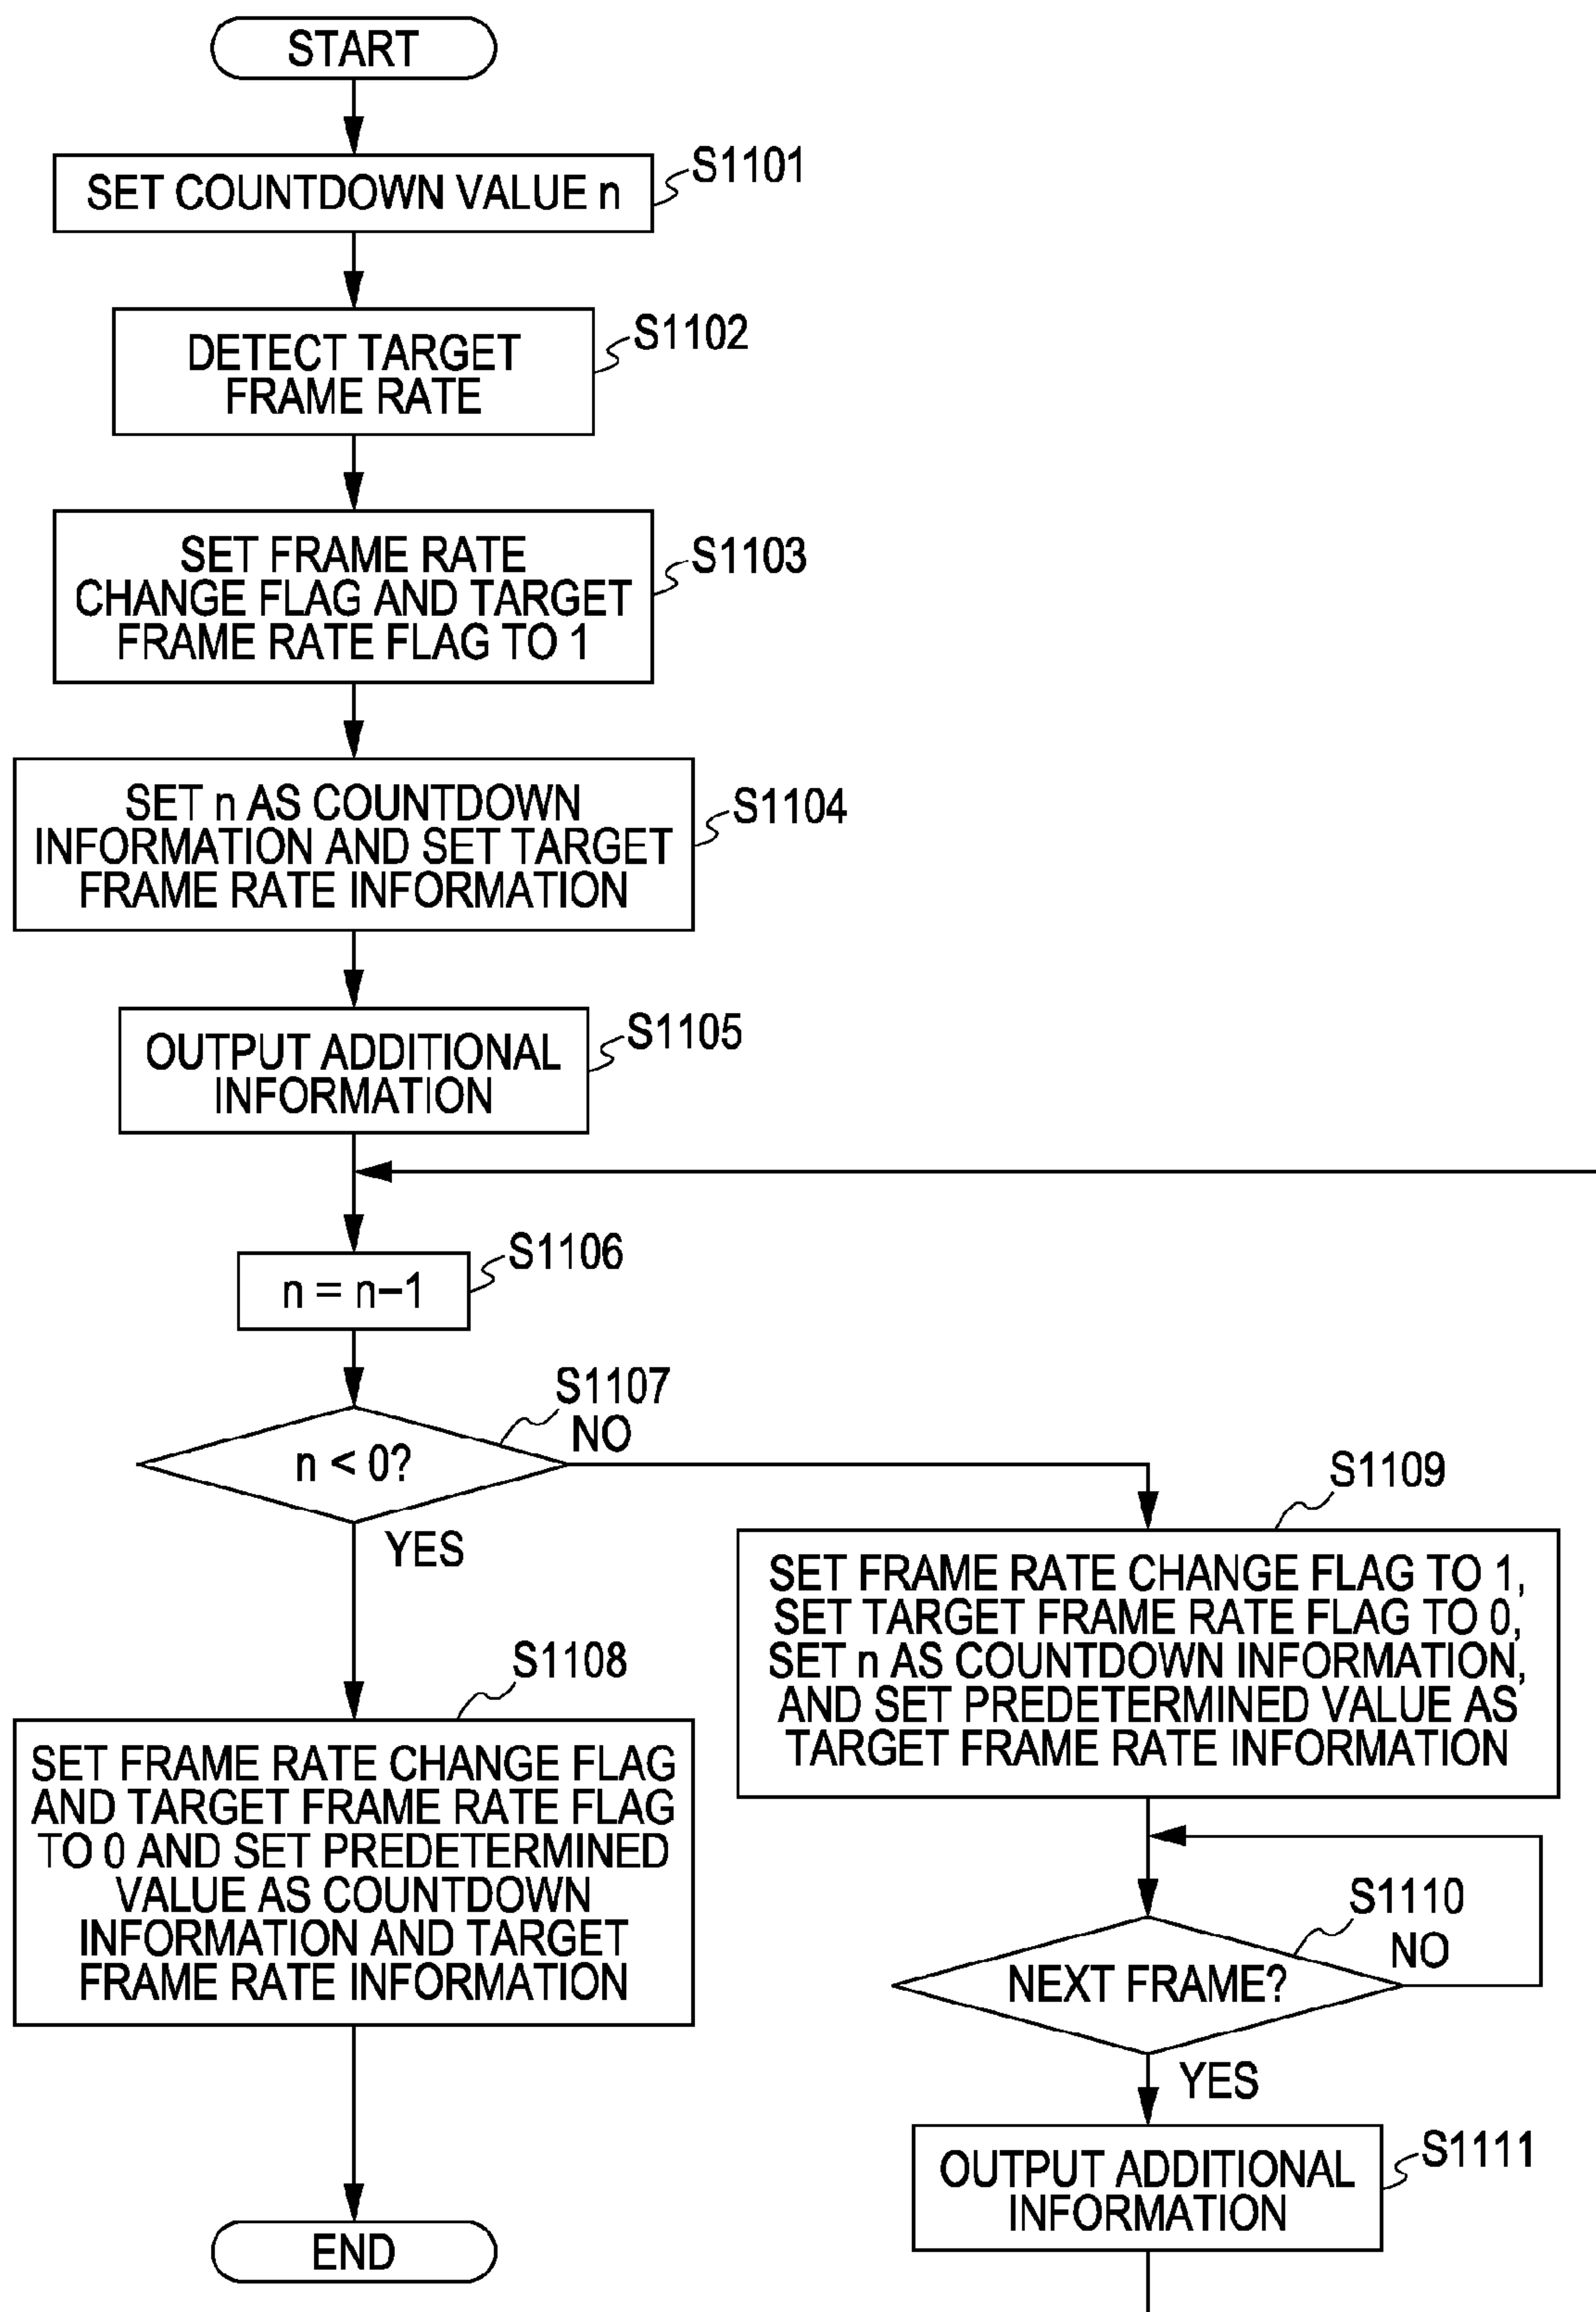 START
SET COUNTDOWN VALUE n
S1101
DETECT TARGET
FRAME RATE
S1102
SET FRAME RATE
CHANGE FLAG AND TARGET
FRAME RATE FLAG TO 1
S1103
SET n AS COUNTDOWN
INFORMATION AND SET TARGET
FRAME RATE INFORMATION
S1104
OUTPUT ADDITIONAL
INFORMATION
S1105
n = n–1
S1106
n < 0?
S1107
NO
YES
SET FRAME RATE CHANGE FLAG
AND TARGET FRAME RATE FLAG
TO 0 AND SET PREDETERMINED
VALUE AS COUNTDOWN
INFORMATION AND TARGET
FRAME RATE INFORMATION
S1108
END
S1109
SET FRAME RATE CHANGE FLAG TO 1,
SET TARGET FRAME RATE FLAG TO 0,
SET n AS COUNTDOWN INFORMATION,
AND SET PREDETERMINED VALUE AS
TARGET FRAME RATE INFORMATION
S1110
NO
NEXT FRAME?
YES
OUTPUT ADDITIONAL
INFORMATION
S1111